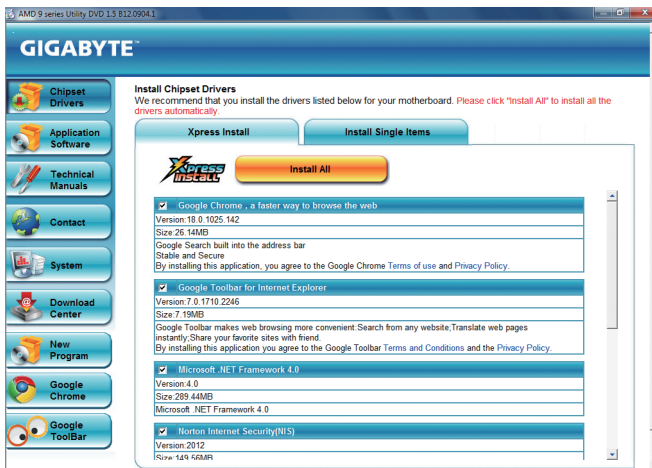 AMD 9 series Utility DVD 1.5 B12.0904.1
GIGABYTE™
Chipset
Drivers
Application
Software
Technical
Manuals
Contact
System
Download
Center
New
Program
Google
Chrome
Google
ToolBar
Install Chipset Drivers
We recommend that you install the drivers listed below for your motherboard. Please click "Install All" to install all the
drivers automatically.
Xpress Install
Install Single Items
Xpress
Install
Install All
Google Chrome , a faster way to browse the web
Version:18.0.1025.142
Size:26.14MB
Google Search built into the address bar
Stable and Secure
By installing this application, you agree to the Google Chrome Terms of use and Privacy Policy.
Google Toolbar for Internet Explorer
Version:7.0.1710.2246
Size:7.19MB
Google Toolbar makes web browsing more convenient:Search from any website;Translate web pages
instantly;Share your favorite sites with friend.
By installing this application you agree to the Google Toolbar Terms and Conditions and the Privacy Policy.
Microsoft .NET Framework 4.0
Version:4.0
Size:289.44MB
Microsoft .NET Framework 4.0
Norton Internet Security(NIS)
Version:2012
Size:149.56MB